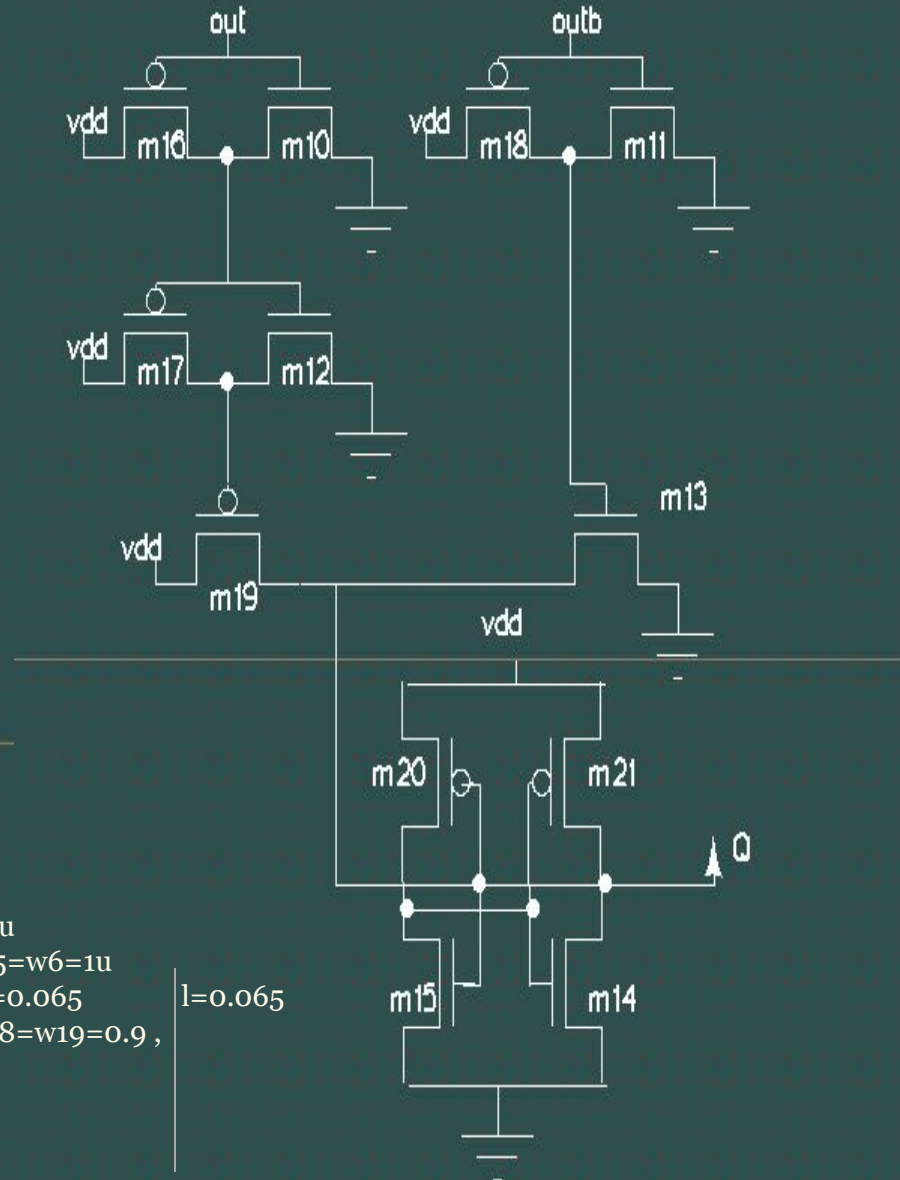 out outb
vdd m16 m10 vdd m18 m11
vdd m17 m12
m13
vdd m19
vdd
m20 m21
Q
u
5=w6=1u
=0.065 l=0.065
8=w19=0.9 ,
m15 m14